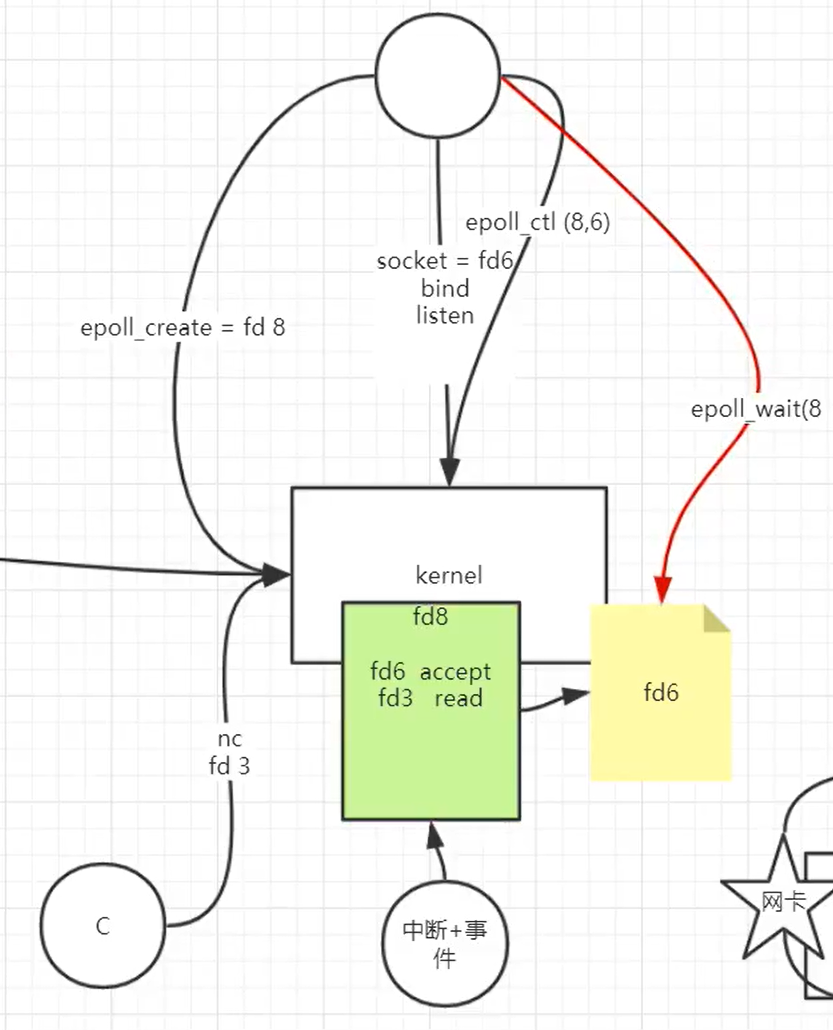 epoll_ctl (8,6)
socket = fd6
bind
listen
epoll_create = fd 8
epoll_wait(8
kernel
fd8
fd6 accept
fd3 read
fd6
nc
fd 3
C
中断+事
件
网卡